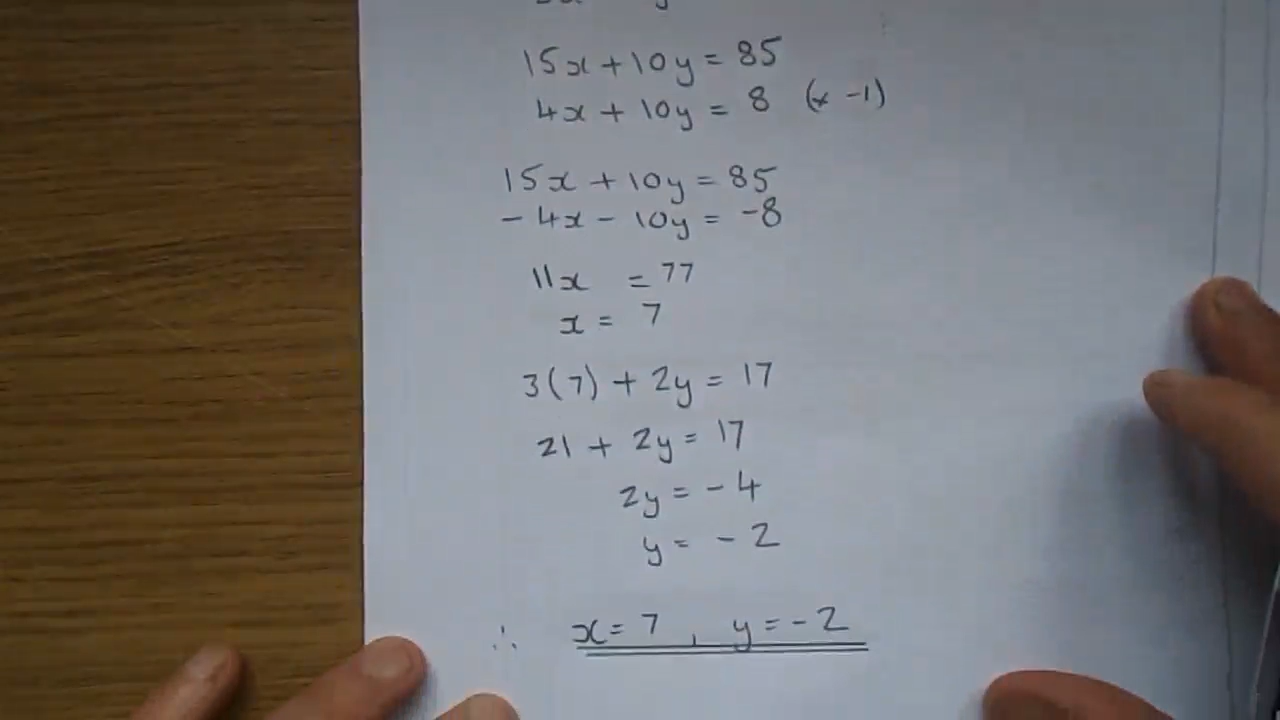 15x + 10y = 85
4x + 10y = 8 (x -1)
15x + 10y = 85
- 4x - 10y = -8
11x = 77
x = 7
3(7) + 2y = 17
21 + 2y = 17
2y = - 4
y = - 2
∴ x = 7 , y = - 2